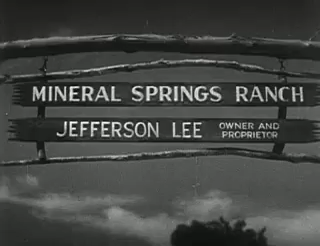 MINERAL SPRINGS RANCH
JEFFERSON LEE OWNER AND
PROPRIETOR